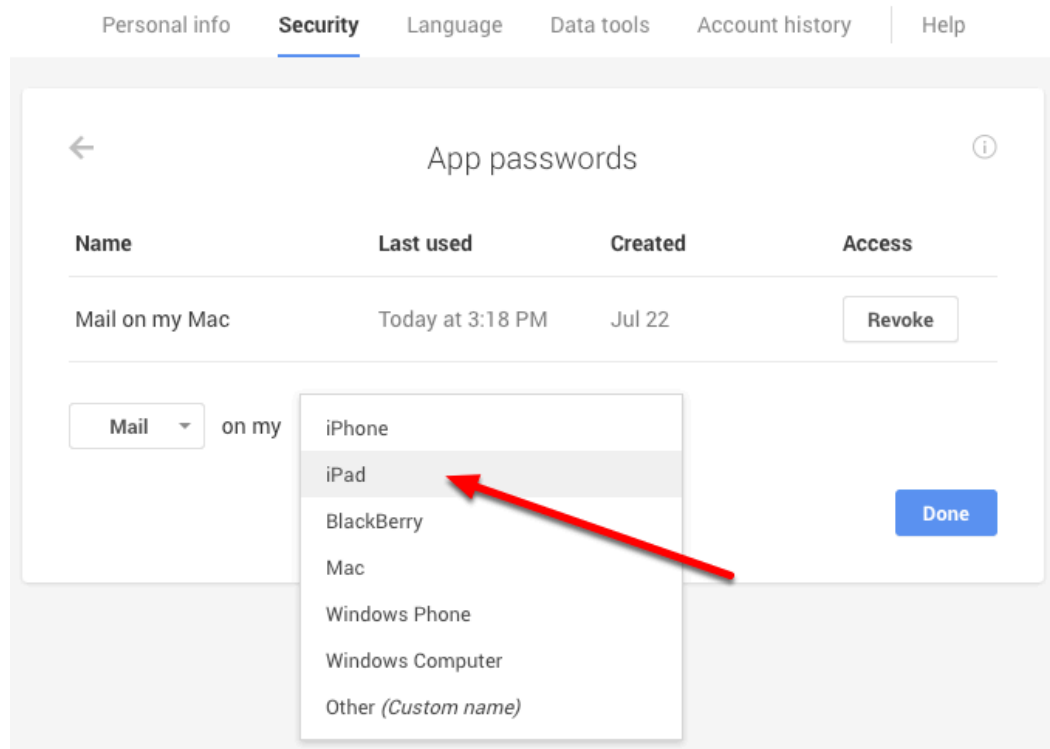 Personal info Security Language Data tools Account history Help
App passwords
Name Last used Created Access
Mail on my Mac Today at 3:18 PM Jul 22 Revoke
Mail on my
iPhone
iPad
BlackBerry
Done
Mac
Windows Phone
Windows Computer
Other (Custom name)